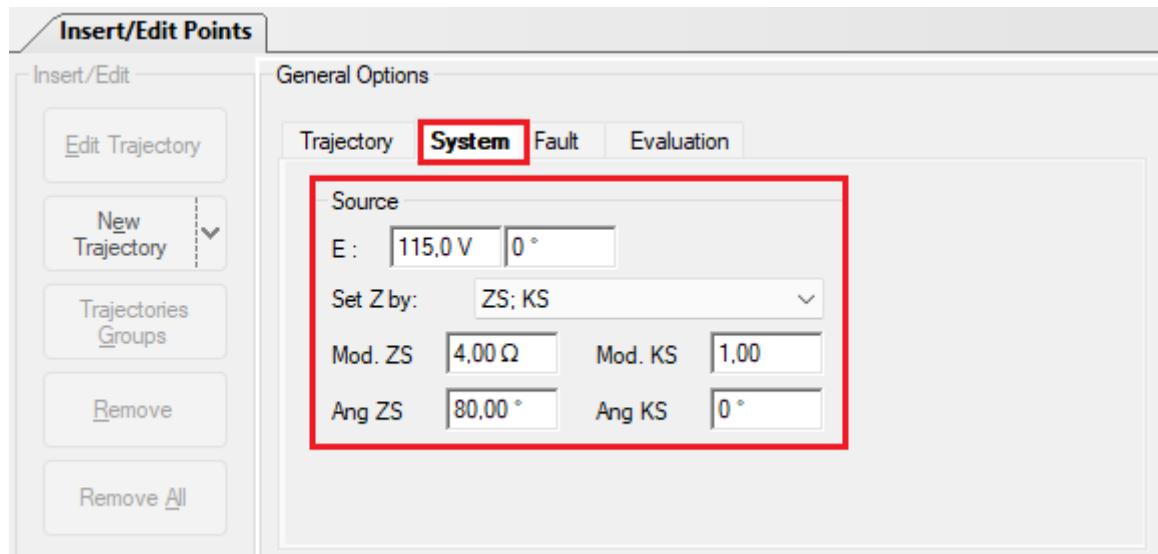 Insert/Edit Points
Insert/Edit
Edit Trajectory
New
Trajectory
Trajectories
Groups
Remove
Remove All
General Options
Trajectory System Fault Evaluation
Source
E : 115,0 V 0 °
Set Z by: ZS; KS
Mod. ZS 4,00 Ω Mod. KS 1,00
Ang ZS 80,00 ° Ang KS 0 °